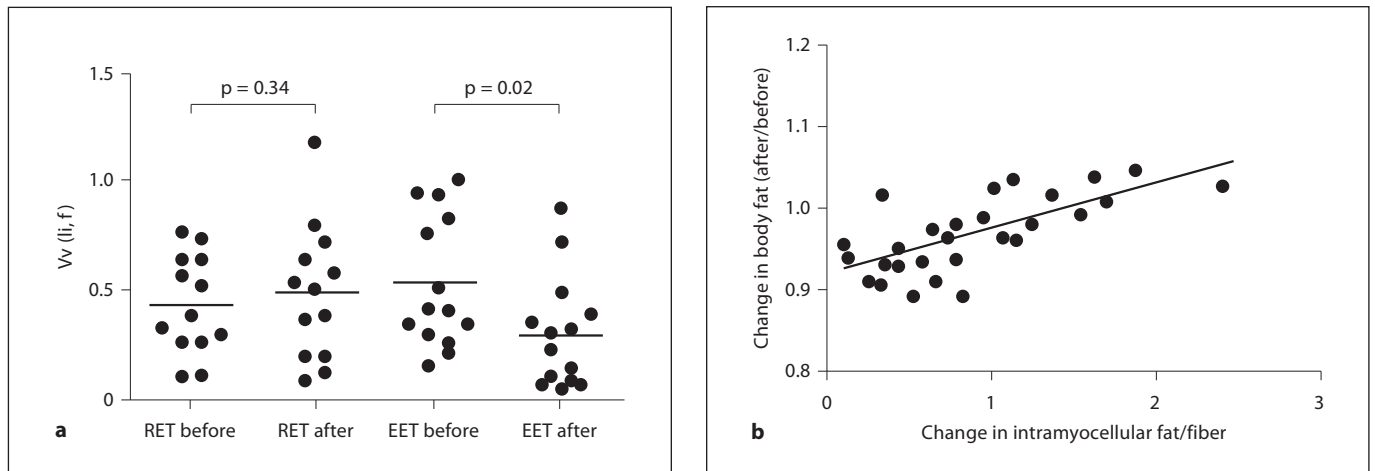 Vv (li, f)
1.5
1.0
0.5
0
p = 0.34
p = 0.02
RET before
RET after
EET before
EET after
a
Change in body fat (after/before)
1.2
1.1
1.0
0.9
0.8
0
1
2
3
Change in intramyocellular fat/fiber
b